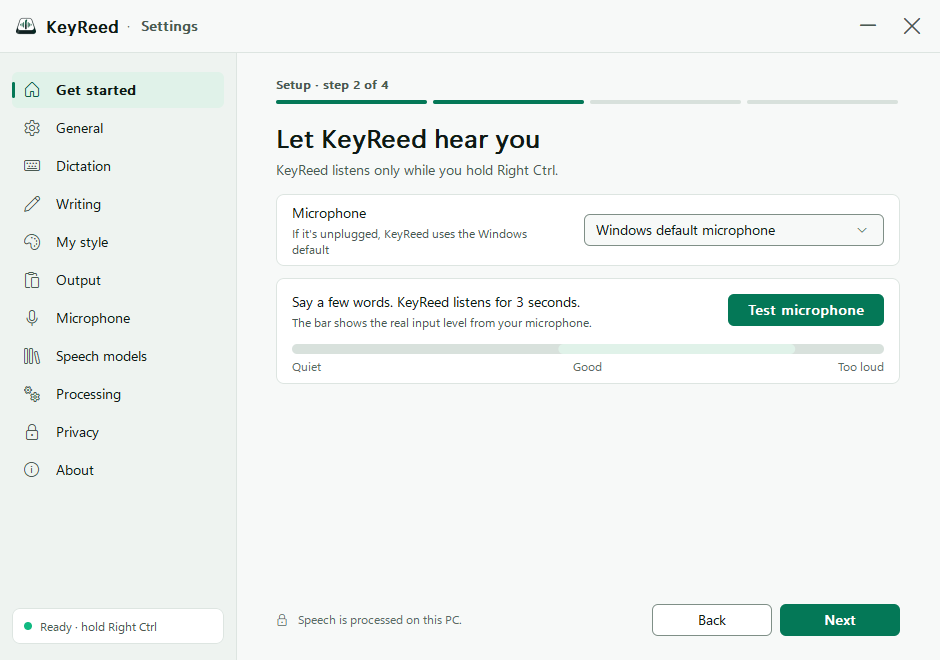 KeyReed · Settings
Get started
General
Dictation
Writing
My style
Output
Microphone
Speech models
Processing
Privacy
About
Ready · hold Right Ctrl
Setup · step 2 of 4
Let KeyReed hear you
KeyReed listens only while you hold Right Ctrl.
Microphone
If it's unplugged, KeyReed uses the Windows
default
Windows default microphone
Say a few words. KeyReed listens for 3 seconds.
The bar shows the real input level from your microphone.
Test microphone
Quiet Good Too loud
Speech is processed on this PC.
Back Next